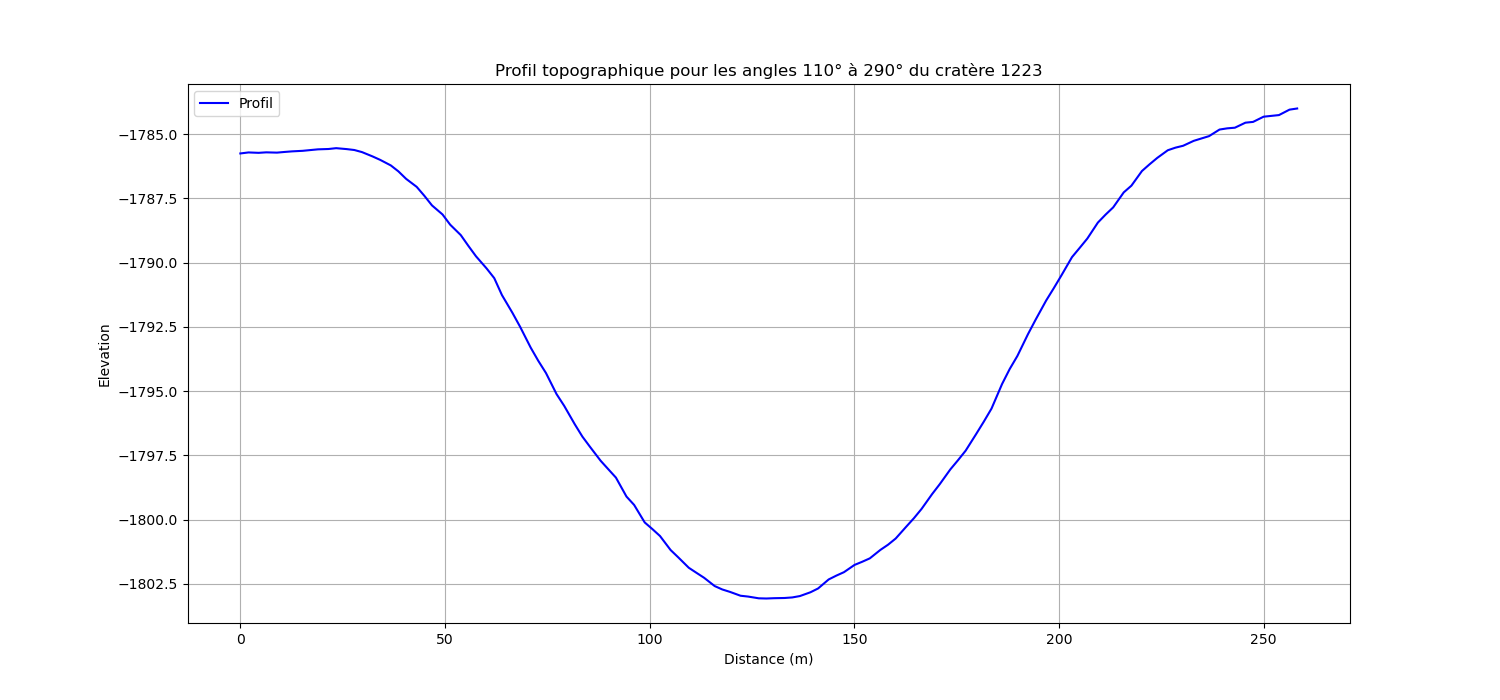 Profil topographique pour les angles 110° à 290° du cratère 1223
Profil
−1785.0
−1787.5
−1790.0
−1792.5
−1795.0
−1797.5
−1800.0
−1802.5
Elevation
0 50 100 150 200 250
Distance (m)